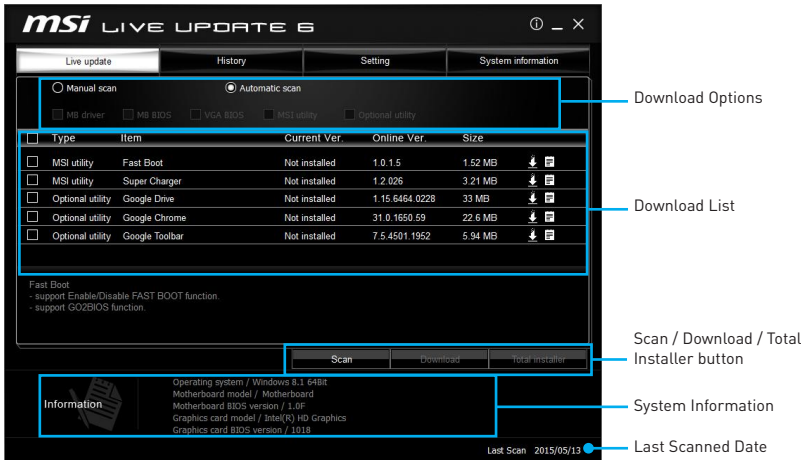 msi LIVE UPDATE 6
Live update History Setting System information
Manual scan Automatic scan
MB driver MB BIOS VGA BIOS MSI utility Optional utility
Download Options
Type Item Current Ver. Online Ver. Size
MSI utility Fast Boot Not installed 1.0.1.5 1.52 MB
MSI utility Super Charger Not installed 1.2.026 3.21 MB
Optional utility Google Drive Not installed 1.15.6464.0228 33 MB
Download List
Optional utility Google Chrome Not installed 31.0.1650.59 22.6 MB
Optional utility Google Toolbar Not installed 7.5.4501.1952 5.94 MB
Fast Boot
- support Enable/Disable FAST BOOT function.
- support GO2BIOS function.
Scan Download Total installer
Scan / Download / Total
Installer button
Information
Operating system / Windows 8.1 64Bit
Motherboard model / Motherboard
Motherboard BIOS version / 1.0F
Graphics card model / Intel(R) HD Graphics
Graphics card BIOS version / 1018
System Information
Last Scan 2015/05/13
Last Scanned Date